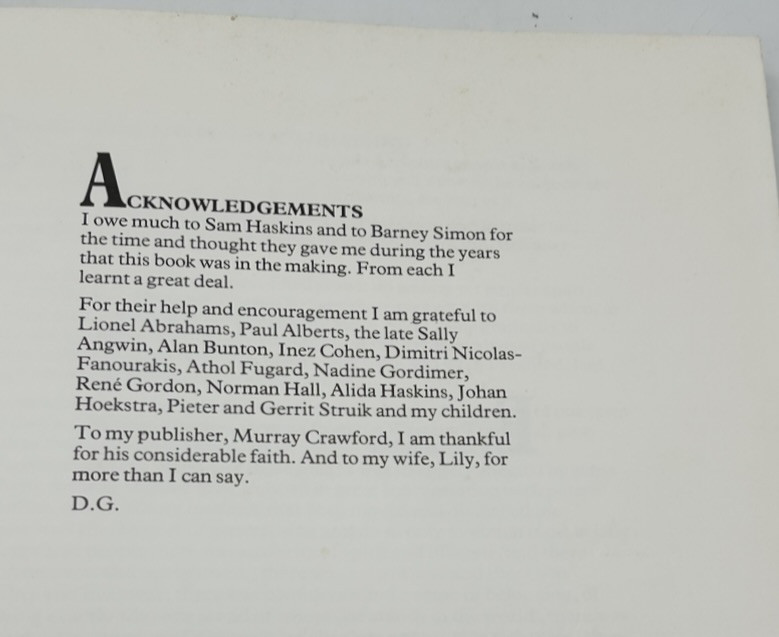 ACKNOWLEDGEMENTS
I owe much to Sam Haskins and to Barney Simon for
the time and thought they gave me during the years
that this book was in the making. From each I
learnt a great deal.
For their help and encouragement I am grateful to
Lionel Abrahams, Paul Alberts, the late Sally
Angwin, Alan Bunton, Inez Cohen, Dimitri Nicolas-
Fanourakis, Athol Fugard, Nadine Gordimer,
René Gordon, Norman Hall, Alida Haskins, Johan
Hoekstra, Pieter and Gerrit Struik and my children.
To my publisher, Murray Crawford, I am thankful
for his considerable faith. And to my wife, Lily, for
more than I can say.
D.G.